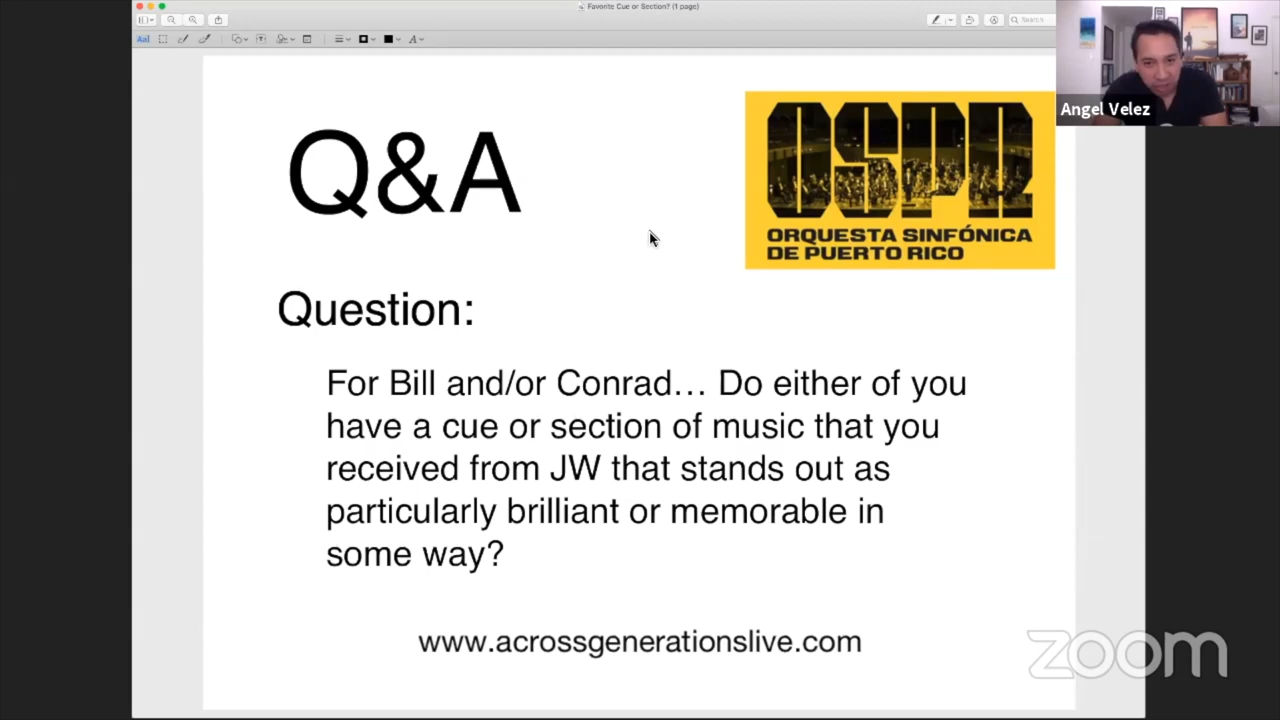 Favorite Cue or Section? (1 page)
Search
AaI
A
Angel Velez
Q&A
OSPR
ORQUESTA SINFÓNICA
DE PUERTO RICO
Question:
For Bill and/or Conrad… Do either of you
have a cue or section of music that you
received from JW that stands out as
particularly brilliant or memorable in
some way?
www.acrossgenerationslive.com
zoom